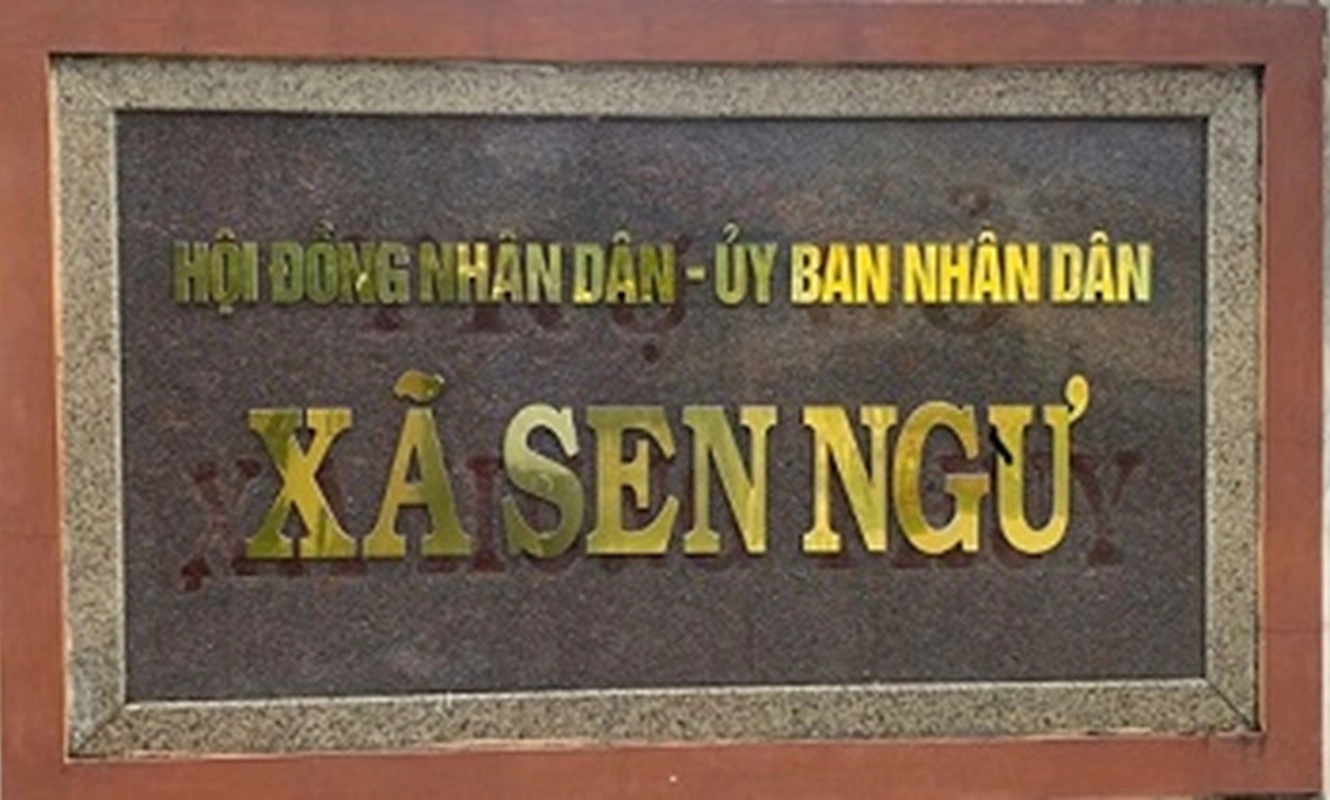 HỘI ĐỒNG NHÂN DÂN - ỦY BAN NHÂN DÂN
XÃ SEN NGƯ